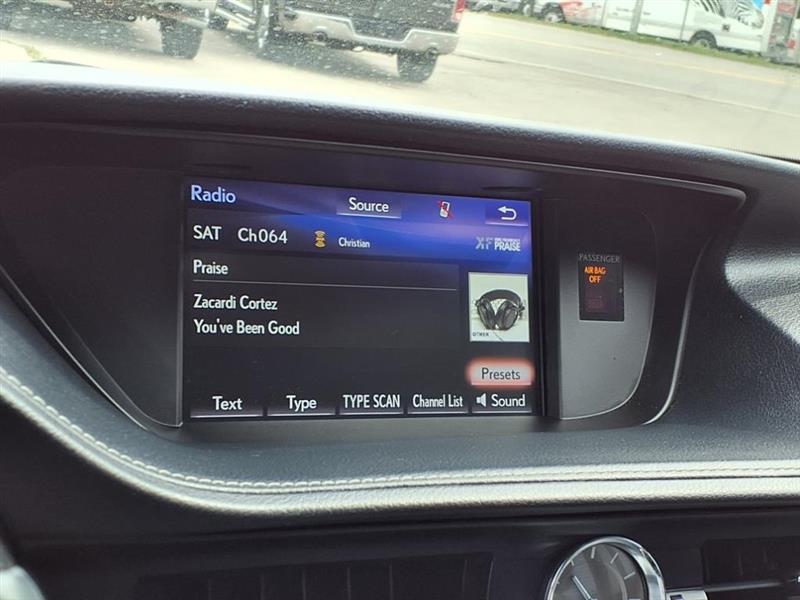 Radio
Source
SAT Ch064 Christian
PRAISE
Praise
Zacardi Cortez
You've Been Good
OTHER
Presets
Text Type TYPE SCAN Channel List Sound
PASSENGER
AIR BAG
OFF